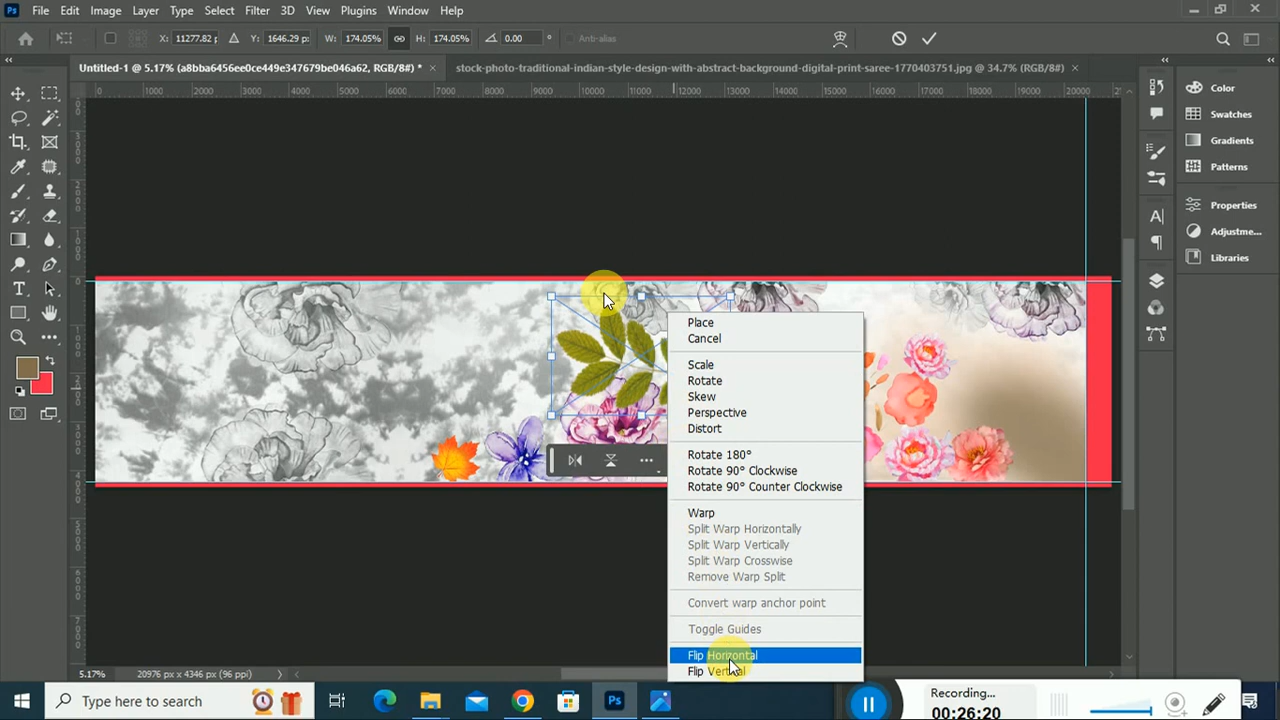 Ps File Edit Image Layer Type Select Filter 3D View Plugins Window Help
X: 11277.82 p Y: 1646.29 px W: 174.05% H: 174.05% 0.00 ° Anti-alias
Untitled-1 @ 5.17% (a8bba6456ee0ce449e347679be046a62, RGB/8#) * × stock-photo-traditional-indian-style-design-with-abstract-background-digital-print-saree-1770403751.jpg @ 34.7% (RGB/8#) ×
0 1000 2000 3000 4000 5000 6000 7000 8000 9000 10000 11000 12000 13000 14000 15000 16000 17000 18000 19000 20000
Color
Swatches
Gradients
Patterns
Properties
Adjustme...
Libraries
Place
Cancel
Scale
Rotate
Skew
Perspective
Distort
Rotate 180°
Rotate 90° Clockwise
Rotate 90° Counter Clockwise
Warp
Split Warp Horizontally
Split Warp Vertically
Split Warp Crosswise
Remove Warp Split
Convert warp anchor point
Toggle Guides
Flip Horizontal
Flip Vertical
5.17% 20976 px x 4346 px (96 ppi)
Type here to search
Ps
Recording...
00:26:20